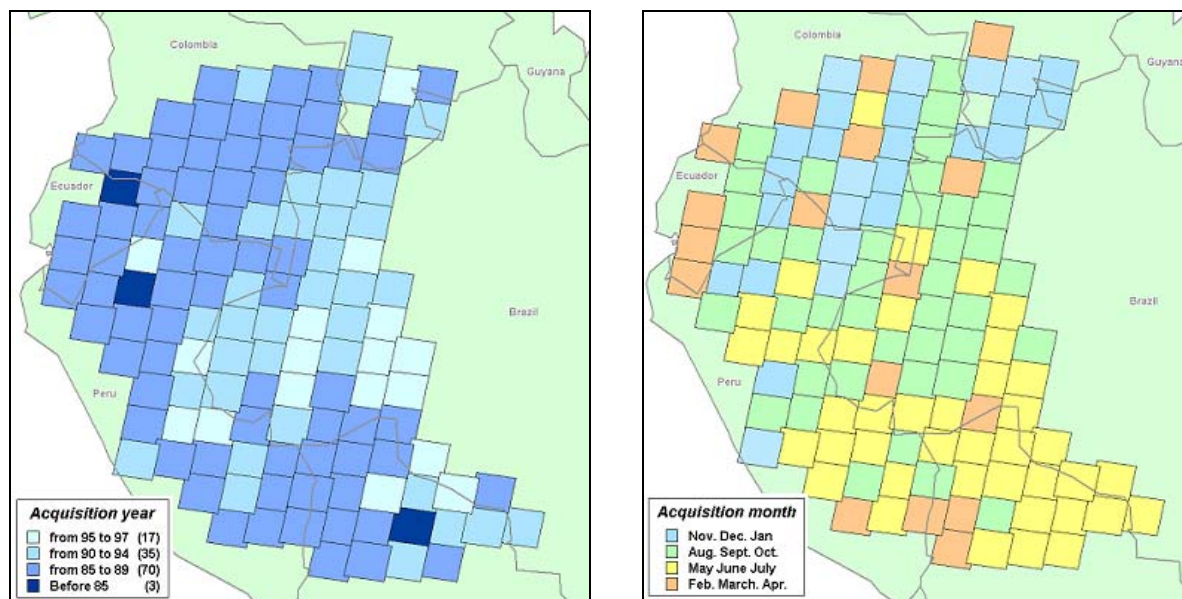 Colombia
Guyana
Ecuador
Brazil
Peru
Acquisition year
from 95 to 97 (17)
from 90 to 94 (35)
from 85 to 89 (70)
Before 85 (3)
Colombia
Guyana
Ecuador
Brazil
Peru
Acquisition month
Nov. Dec. Jan
Aug. Sept. Oct.
May June July
Feb. March. Apr.